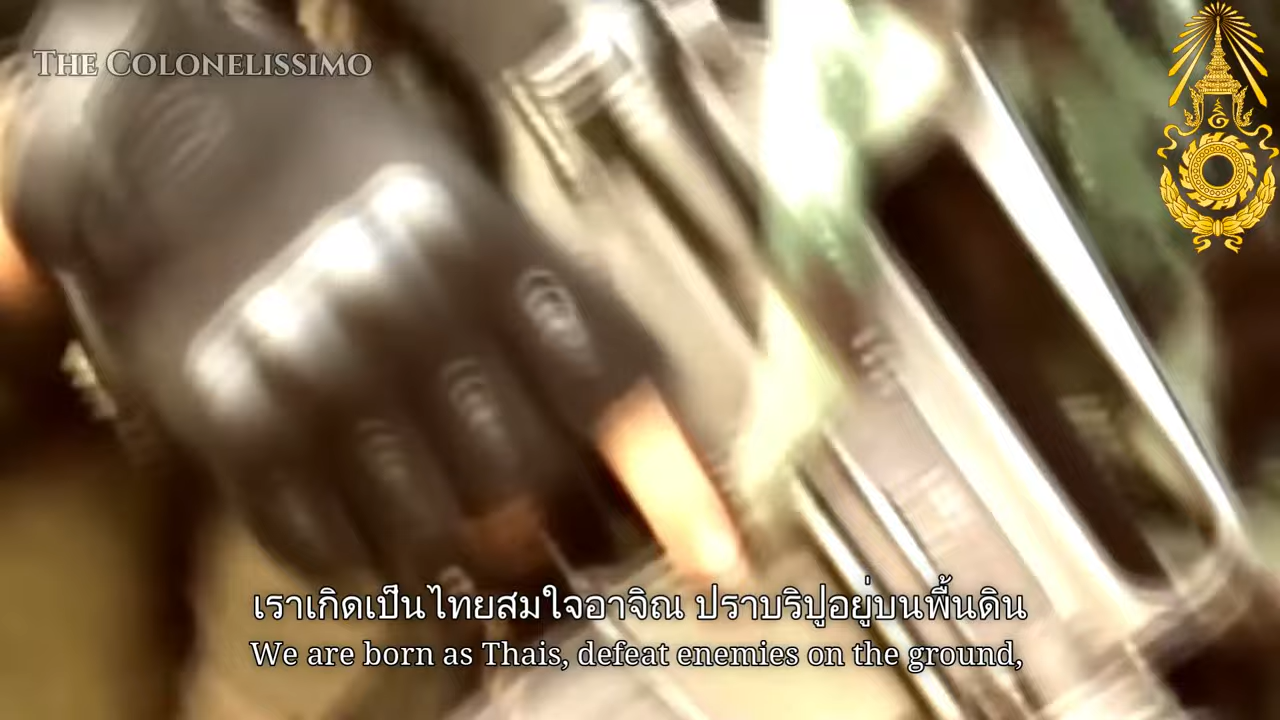 THE COLONELISSIMO
เราเกิดเป็นไทยสมใจอาจิณ ปราบริปูอยู่บนพื้นดิน
We are born as Thais, defeat enemies on the ground,